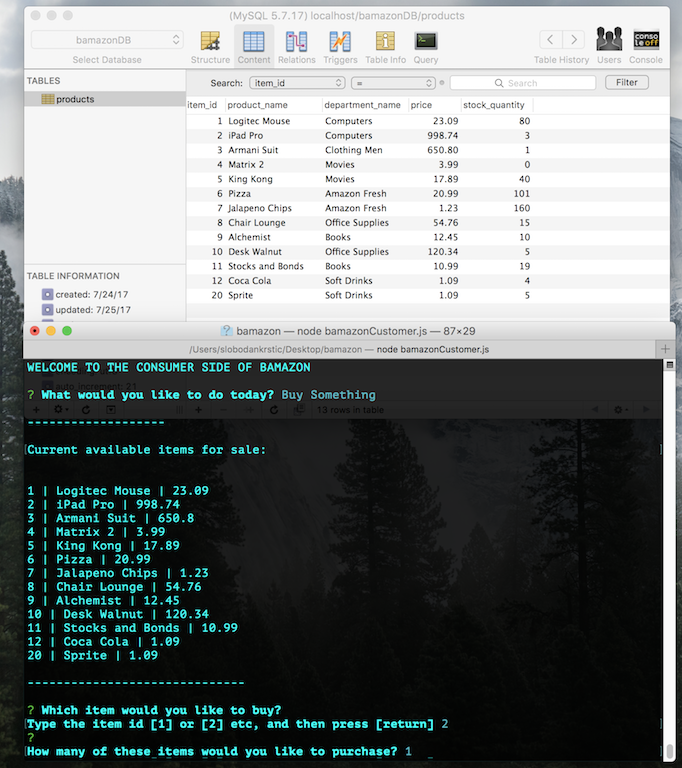 (MySQL 5.7.17) localhost/bamazonDB/products
bamazonDB
Select Database
Structure Content Relations Triggers Table Info Query
Table History Users Console
conso
le off
TABLES
products
Search: item_id = Search Filter
item_id product_name department_name price stock_quantity
1 Logitec Mouse Computers 23.09 80
2 iPad Pro Computers 998.74 3
3 Armani Suit Clothing Men 650.80 1
4 Matrix 2 Movies 3.99 0
5 King Kong Movies 17.89 40
6 Pizza Amazon Fresh 20.99 101
7 Jalapeno Chips Amazon Fresh 1.23 160
8 Chair Lounge Office Supplies 54.76 15
9 Alchemist Books 12.45 10
10 Desk Walnut Office Supplies 120.34 5
11 Stocks and Bonds Books 10.99 19
12 Coca Cola Soft Drinks 1.09 4
20 Sprite Soft Drinks 1.09 5
TABLE INFORMATION
created: 7/24/17
updated: 7/25/17
bamazon — node bamazonCustomer.js — 87×29
/Users/slobodankrstic/Desktop/bamazon — node bamazonCustomer.js
WELCOME TO THE CONSUMER SIDE OF BAMAZON
auto_increment: 21
? What would you like to do today? Buy Something
13 rows in table
-------------------
Current available items for sale:
1 | Logitec Mouse | 23.09
2 | iPad Pro | 998.74
3 | Armani Suit | 650.8
4 | Matrix 2 | 3.99
5 | King Kong | 17.89
6 | Pizza | 20.99
7 | Jalapeno Chips | 1.23
8 | Chair Lounge | 54.76
9 | Alchemist | 12.45
10 | Desk Walnut | 120.34
11 | Stocks and Bonds | 10.99
12 | Coca Cola | 1.09
20 | Sprite | 1.09
------------------------------
? Which item would you like to buy?
Type the item id [1] or [2] etc, and then press [return] 2
?
How many of these items would you like to purchase? 1